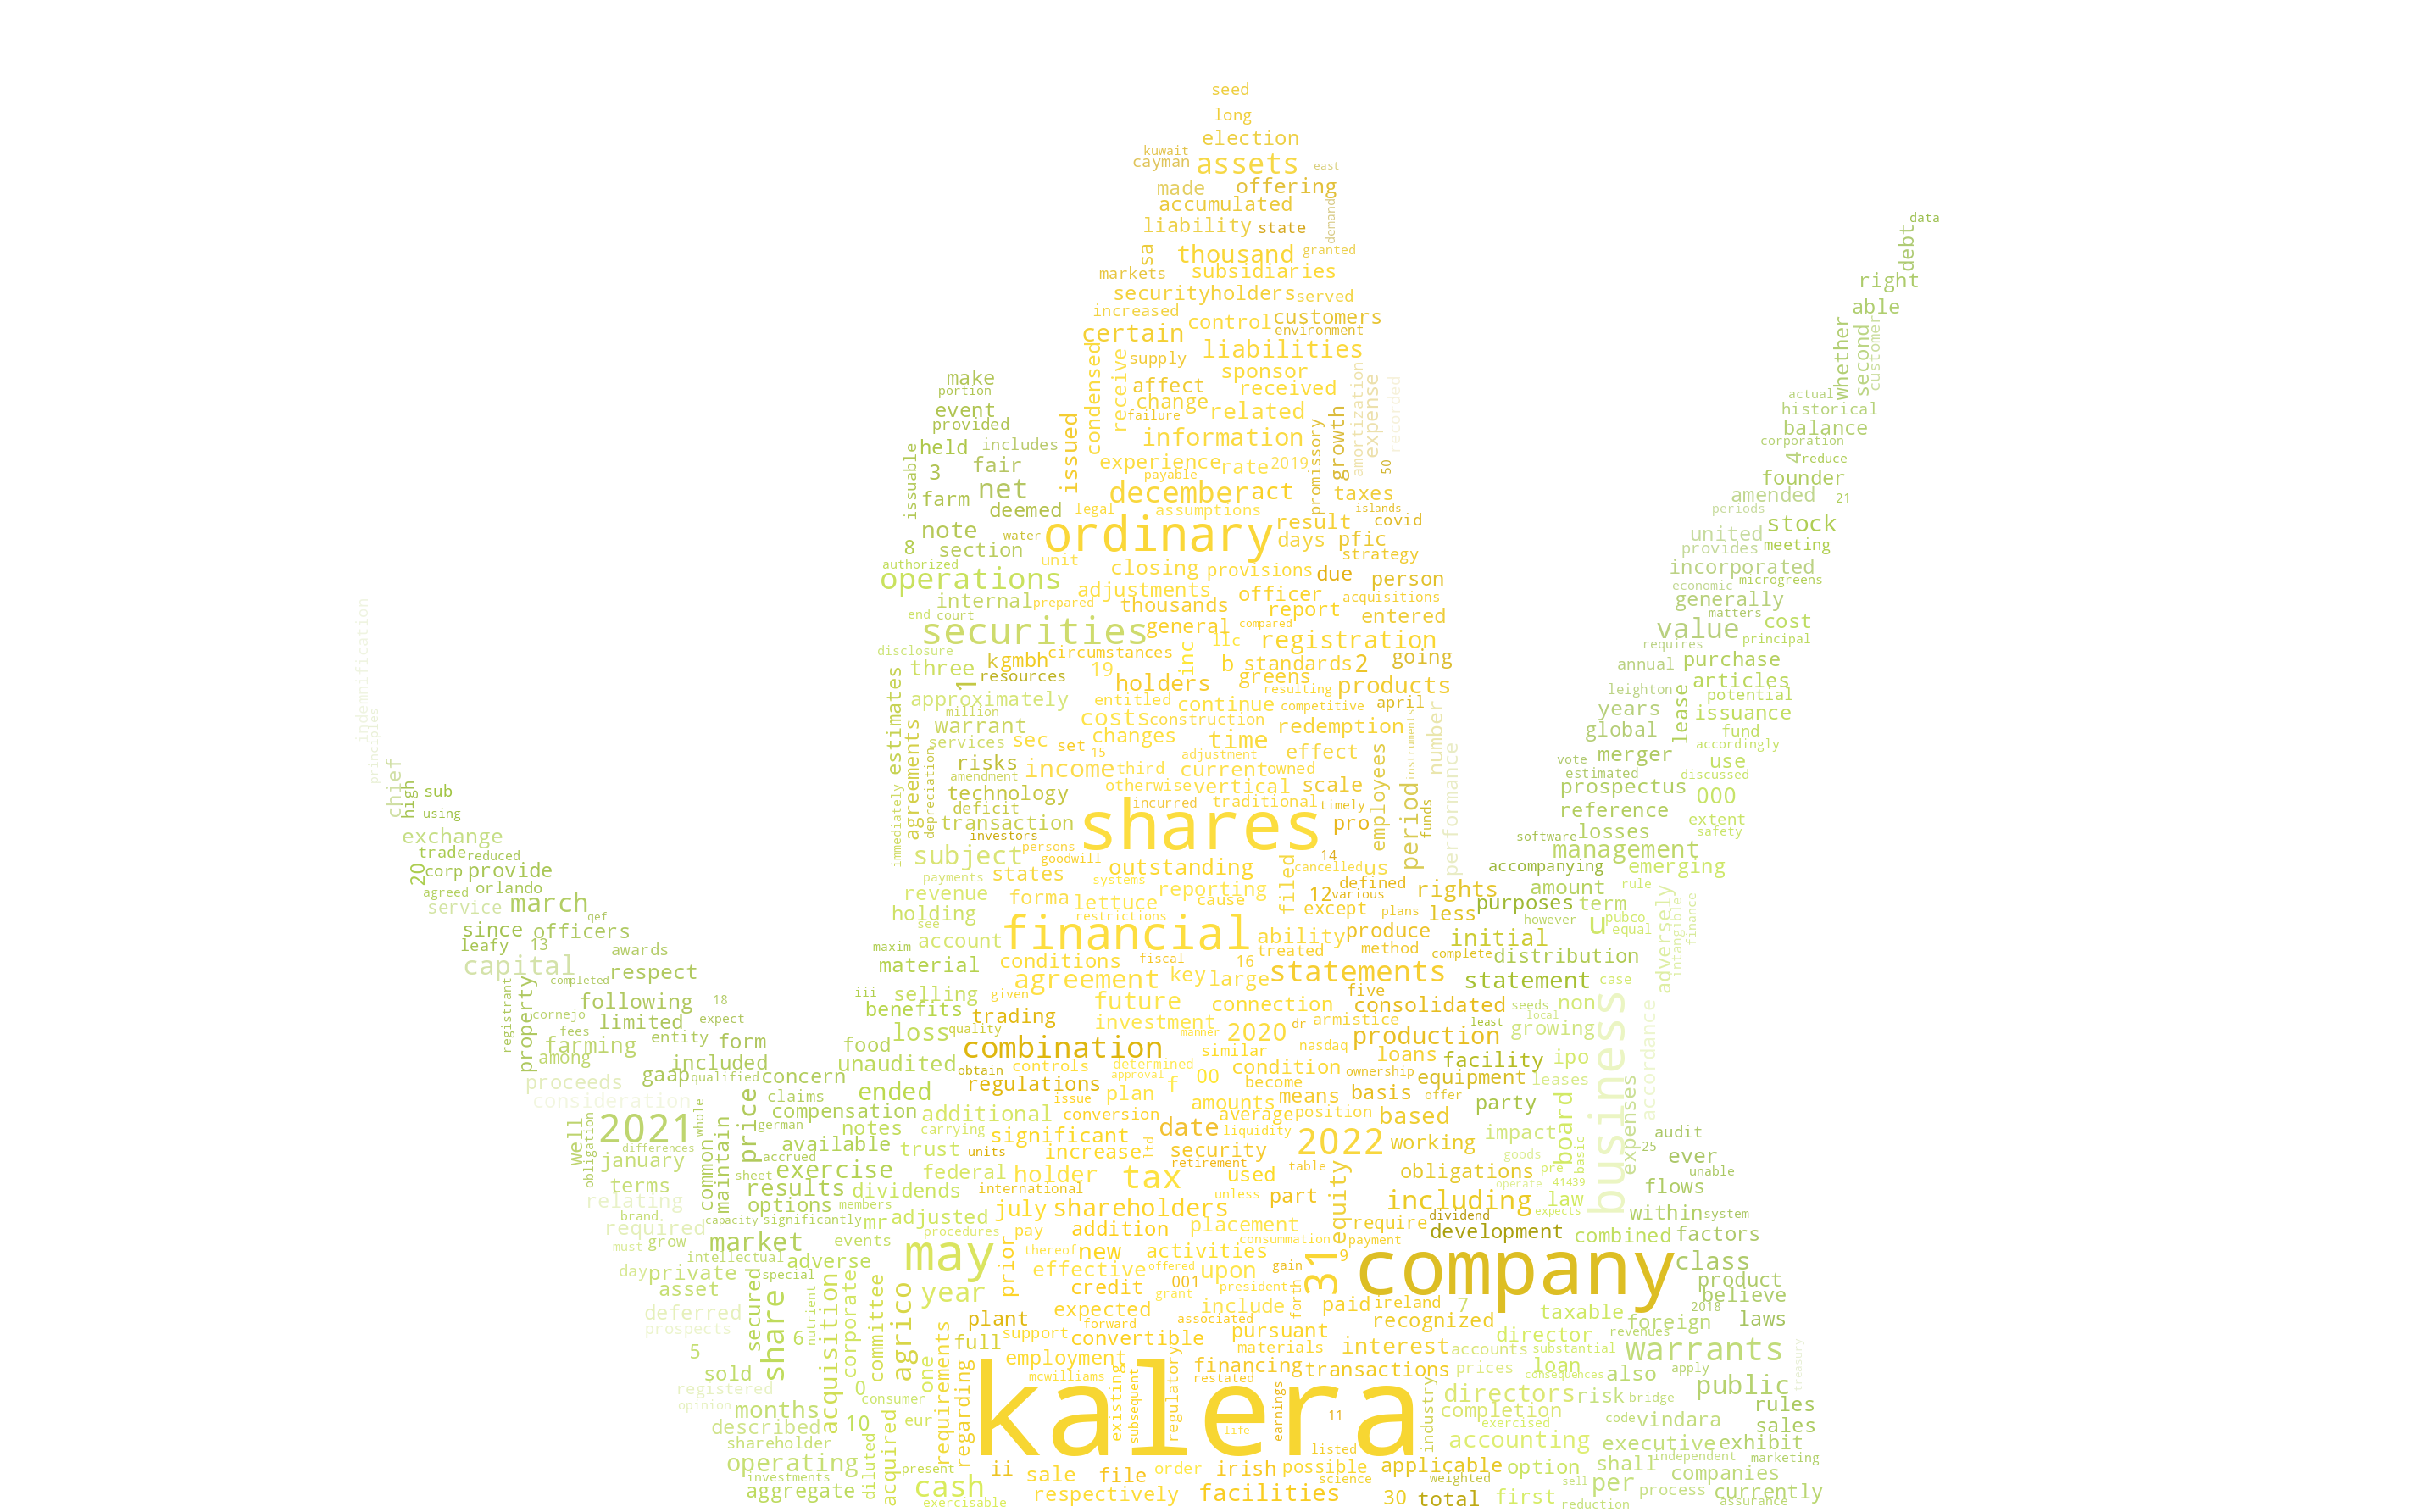 seed
long
election
kuwait
cayman assets east
made offering
accumulated demand
liability state
sa thousand granted
markets subsidiaries
securityholders served
increased control customers
certain environment
condensed receive supply liabilities
sponsor
affect received
change
failure related
issued information
amortization expense recorded
promissory growth
experience rate 2019 50
payable
december act taxes
legal assumptions islands
ordinary result covid
days pfic
strategy
unit closing provisions due person
adjustments officer acquisitions
prepared thousands report entered
general compared
llc registration
circumstances inc
kgmbh 19 b standards 2 going
resources holders greens
resulting products
entitled continue competitive april
costs construction redemption
changes time number
sec set 15 adjustment effect instruments
income third current owned employees performance
otherwise vertical scale
incurred traditional timely
shares pro period funds
persons
goodwill 14
outstanding cancelled us
states systems filed
reporting 12 defined various rights
forma lettuce cause
restrictions except plans less
financial ability produce
treated method complete
conditions fiscal 16
agreement key large statements
given five
future connection consolidated
trading investment 2020 dr armistice
manner nasdaq production
combination similar loans
make
portion
event
provided
held includes
3 fair
issuable farm net
deemed
note water
8 section
authorized
operations
internal
end court
securities
disclosure
three
1
estimates approximately
million
agreements warrant
services
depreciation risks
amendment
technology
deficit
immediately transaction
investors
subject
payments
revenue
holding
see
maxim account
material
iii selling
benefits
loss quality
food
unaudited
data
debt
right
able
whether second customer
actual
historical
balance
corporation
4 reduce
founder
amended 21
periods stock
united
provides meeting
incorporated
economic microgreens
generally
matters
value cost
requires principal
annual purchase
leighton articles
lease potential
years issuance
global fund
accordingly
merger
vote use
estimated discussed
prospectus 000
reference
extent
software losses safety
management
accompanying emerging
amount rule
purposes term
however u pubco
equal
adversely intangible finance
initial
distribution
statement case
seeds non
local
least growing
facility ipo
business
accordance
indemnification
principles
chief
high sub
using
exchange
trade reduced
20 corp provide
agreed orlando
service march
qef
since officers
leafy 13 awards
capital respect
completed
registrant property following 18
cornejo limited expect
fees entity form
farming
among included
gaap qualified concern
proceeds
consideration claims
2021 whole price compensation
german notes
well obligation differences available
january common maintain accrued
sheet exercise
terms results dividends
relating options members
brand capacity significantly mr adjusted
required events
must grow market
intellectual adverse
day private special
asset
deferred share nutrient
prospects secured 6 acquisition corporate committee agrico
5
sold
registered 0
consumer
opinion months 10 eur
described
shareholder
operating diluted acquired
investments present
aggregate cash
exercisable
obtain controls determined condition ownership
ended regulations approval become equipment leases
issue plan f 00 means basis offer
additional conversion amounts average position based party
carrying significant date liquidity 2022 working impact
trust units increase ltd security
retirement board basic expenses
federal holder tax used table obligations goods pre 25 audit
international unless part operate 41439 ever
unable
july shareholders equity including law flows
expects
procedures pay addition placement require dividend within system
development combined factors
may prior new thereof activities consummation 31 payment 9
effective offered upon gain company class
year credit 001 president product
grant forth believe
plant expected include paid ireland 7 taxable 2018
forward associated recognized foreign laws
full support convertible pursuant director revenues
one requirements regarding employment materials interest accounts substantial warrants treasury
financing transactions prices loan apply
mcwilliams restated consequences also
kalera existing subsequent regulatory earnings 11 industry directors risk bridge public
life completion rules
exercised code vindara sales
listed accounting executive exhibit
independent marketing
ii sale file order irish possible applicable option shall companies
science weighted sell per process currently
respectively facilities 30 total first reduction assurance